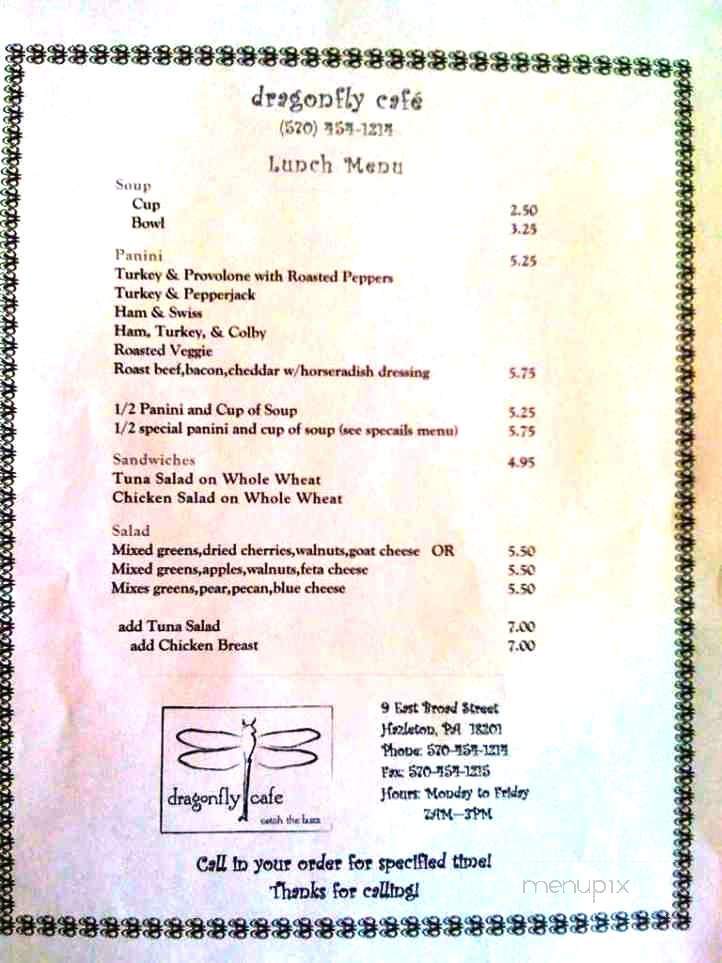 dragonfly café
(570) 454-1214
Lunch Menu
Soup
Cup 2.50
Bowl 3.25
Panini 5.25
Turkey & Provolone with Roasted Peppers
Turkey & Pepperjack
Ham & Swiss
Ham, Turkey, & Colby
Roasted Veggie
Roast beef,bacon,cheddar w/horseradish dressing 5.75
1/2 Panini and Cup of Soup 5.25
1/2 special panini and cup of soup (see specails menu) 5.75
Sandwiches 4.95
Tuna Salad on Whole Wheat
Chicken Salad on Whole Wheat
Salad
Mixed greens,dried cherries,walnuts,goat cheese OR 5.50
Mixed greens,apples,walnuts,feta cheese 5.50
Mixes greens,pear,pecan,blue cheese 5.50
add Tuna Salad 7.00
add Chicken Breast 7.00
dragonfly cafe
catch the buzz
9 East Broad Street
Hazleton, PA 18201
Phone: 570-454-1214
Fax: 570-454-1215
Hours: Monday to Friday
7AM—3PM
Call in your order for specified time!
Thanks for calling!
menupix